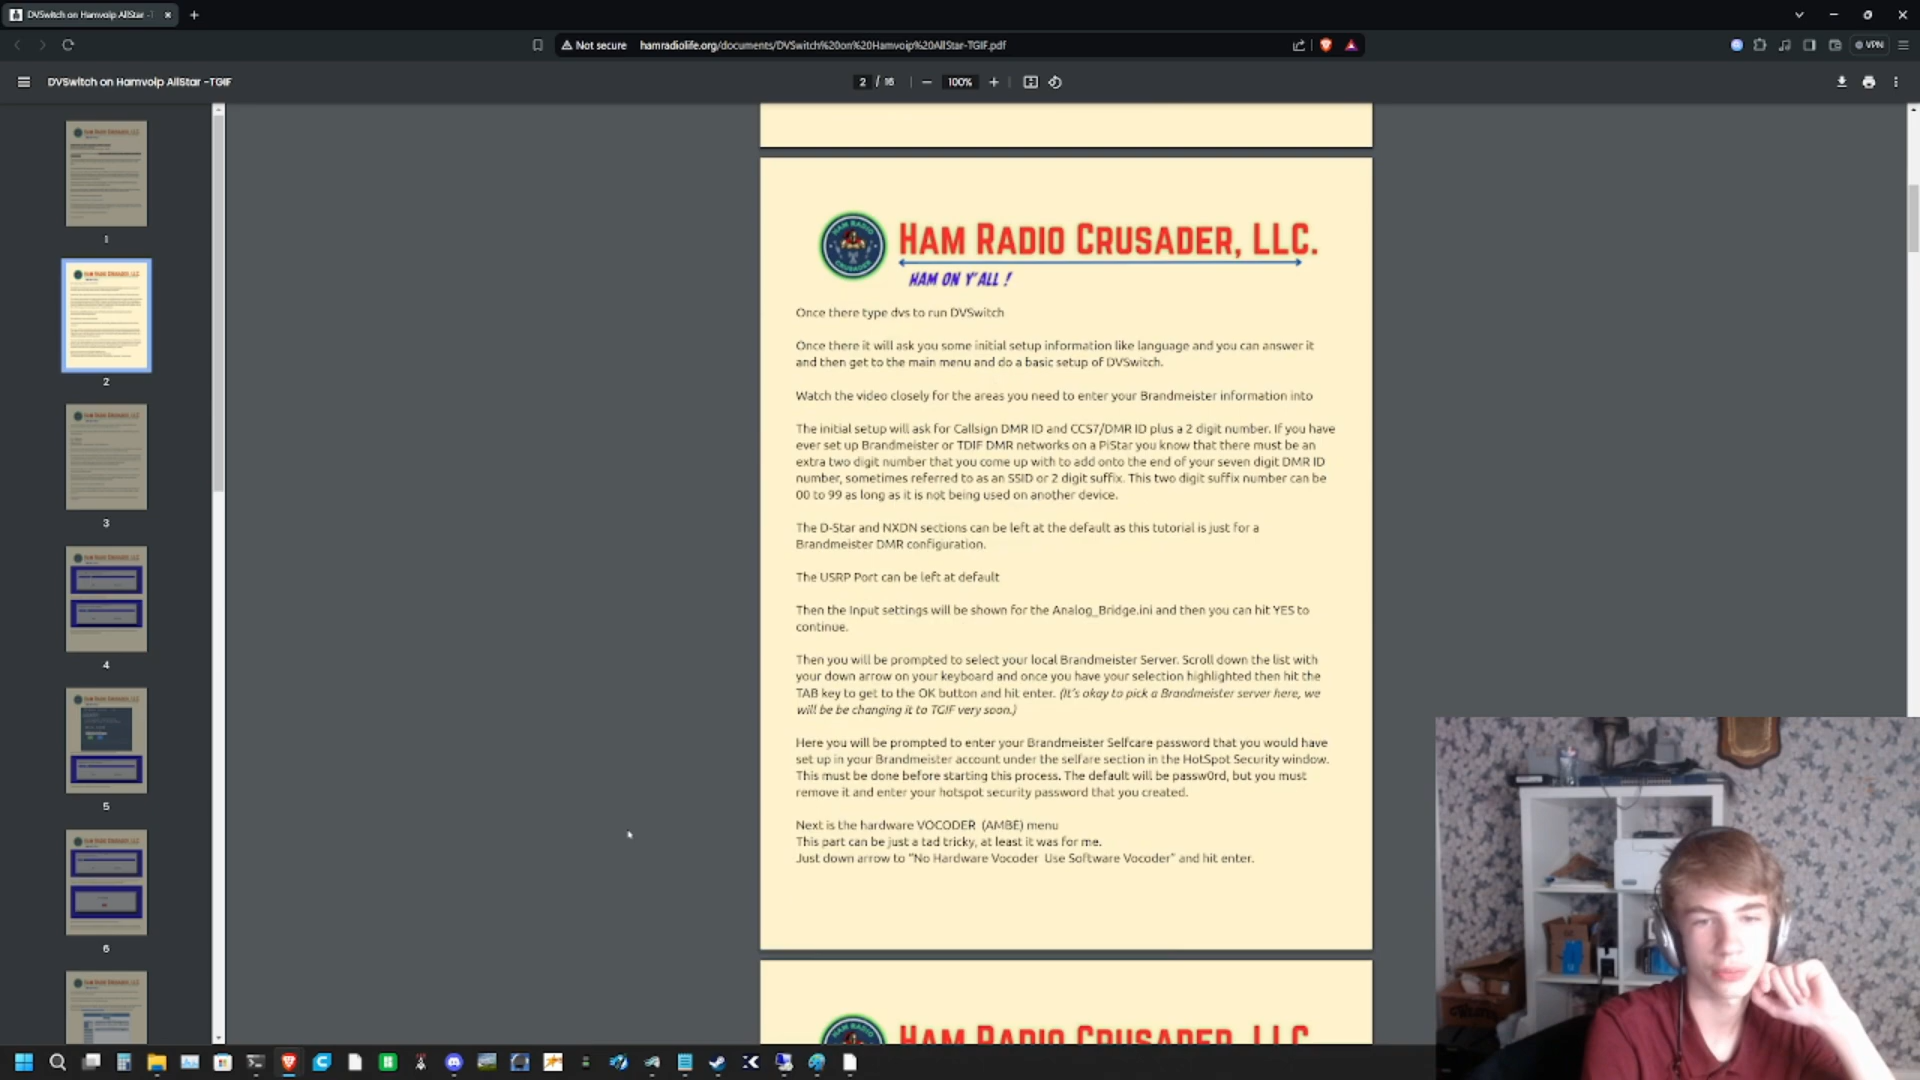 DVSwitch on Hamvoip AllStar -
Not secure
hamradiolife.org/documents/DVSwitch%20on%20Hamvoip%20AllStar-TGIF.pdf
VPN
DVSwitch on Hamvoip AllStar -TGIF
2 / 16
100%
1
2
3
4
5
6
HAM RADIO CRUSADER, LLC.
HAM ON Y'ALL !
Once there type dvs to run DVSwitch
Once there it will ask you some initial setup information like language and you can answer it
and then get to the main menu and do a basic setup of DVSwitch.
Watch the video closely for the areas you need to enter your Brandmeister information into
The initial setup will ask for Callsign DMR ID and CCS7/DMR ID plus a 2 digit number. If you have
ever set up Brandmeister or TDIF DMR networks on a PiStar you know that there must be an
extra two digit number that you come up with to add onto the end of your seven digit DMR ID
number, sometimes referred to as an SSID or 2 digit suffix. This two digit suffix number can be
00 to 99 as long as it is not being used on another device.
The D-Star and NXDN sections can be left at the default as this tutorial is just for a
Brandmeister DMR configuration.
The USRP Port can be left at default
Then the Input settings will be shown for the Analog_Bridge.ini and then you can hit YES to
continue.
Then you will be prompted to select your local Brandmeister Server. Scroll down the list with
your down arrow on your keyboard and once you have your selection highlighted then hit the
TAB key to get to the OK button and hit enter. (It's okay to pick a Brandmeister server here, we
will be be changing it to TGIF very soon.)
Here you will be prompted to enter your Brandmeister Selfcare password that you would have
set up in your Brandmeister account under the selfare section in the HotSpot Security window.
This must be done before starting this process. The default will be passw0rd, but you must
remove it and enter your hotspot security password that you created.
Next is the hardware VOCODER (AMBE) menu
This part can be just a tad tricky, at least it was for me.
Just down arrow to "No Hardware Vocoder Use Software Vocoder" and hit enter.
HAM RADIO CRUSADER, LLC.